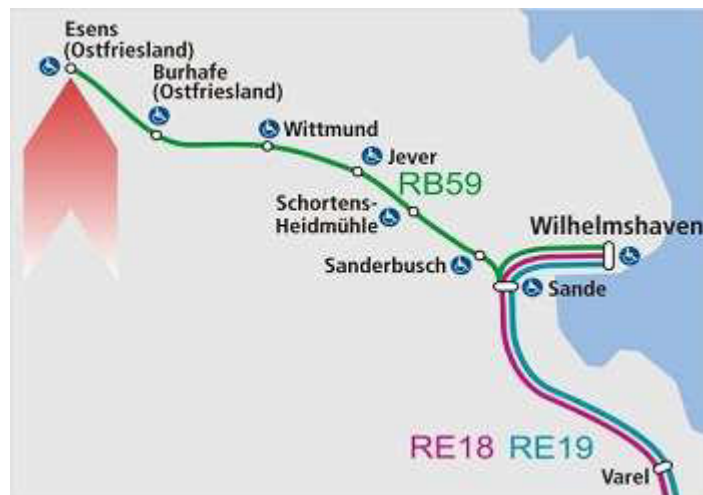 Esens
(Ostfriesland)
Burhafe
(Ostfriesland)
Wittmund
Jever
RB59
Schortens-
Heidmühle
Wilhelmshaven
Sanderbusch
Sande
RE18 RE19
Varel